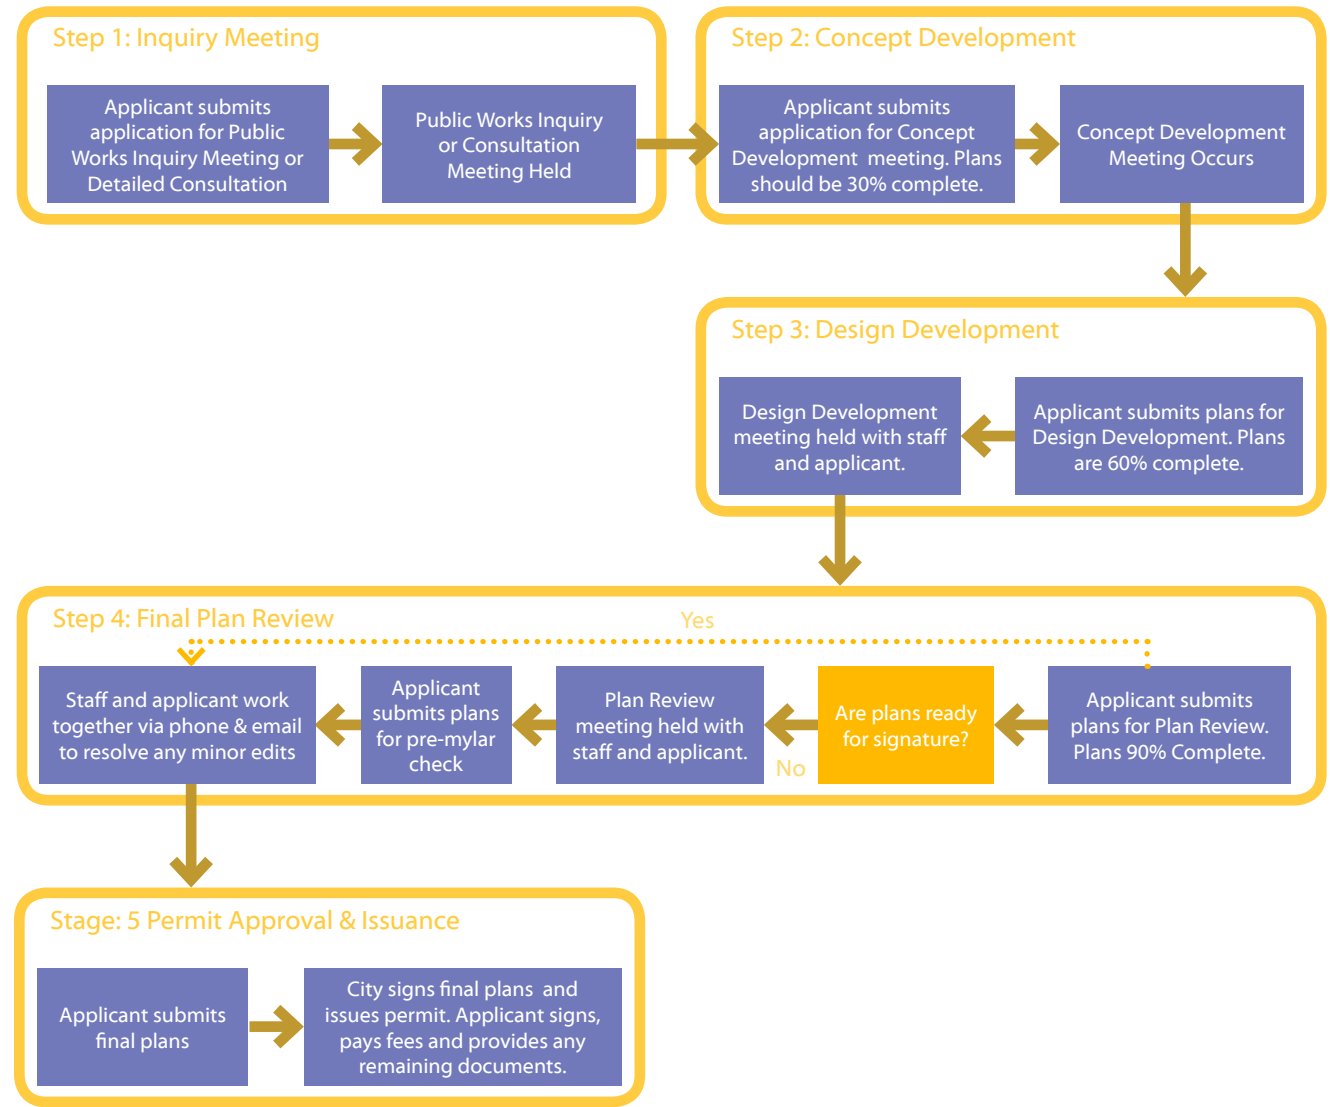 Step 1: Inquiry Meeting
Applicant submits
application for Public
Works Inquiry Meeting or
Detailed Consultation
Public Works Inquiry
or Consultation
Meeting Held
Step 2: Concept Development
Applicant submits
application for Concept
Development meeting. Plans
should be 30% complete.
Concept Development
Meeting Occurs
Step 3: Design Development
Applicant submits plans for
Design Development. Plans
are 60% complete.
Design Development
meeting held with staff
and applicant.
Step 4: Final Plan Review
Yes
Applicant submits
plans for Plan Review.
Plans 90% Complete.
Are plans ready
for signature?
No
Plan Review
meeting held with
staff and applicant.
Applicant
submits plans
for pre-mylar
check
Staff and applicant work
together via phone & email
to resolve any minor edits
Stage: 5 Permit Approval & Issuance
Applicant submits
final plans
City signs final plans and
issues permit. Applicant signs,
pays fees and provides any
remaining documents.